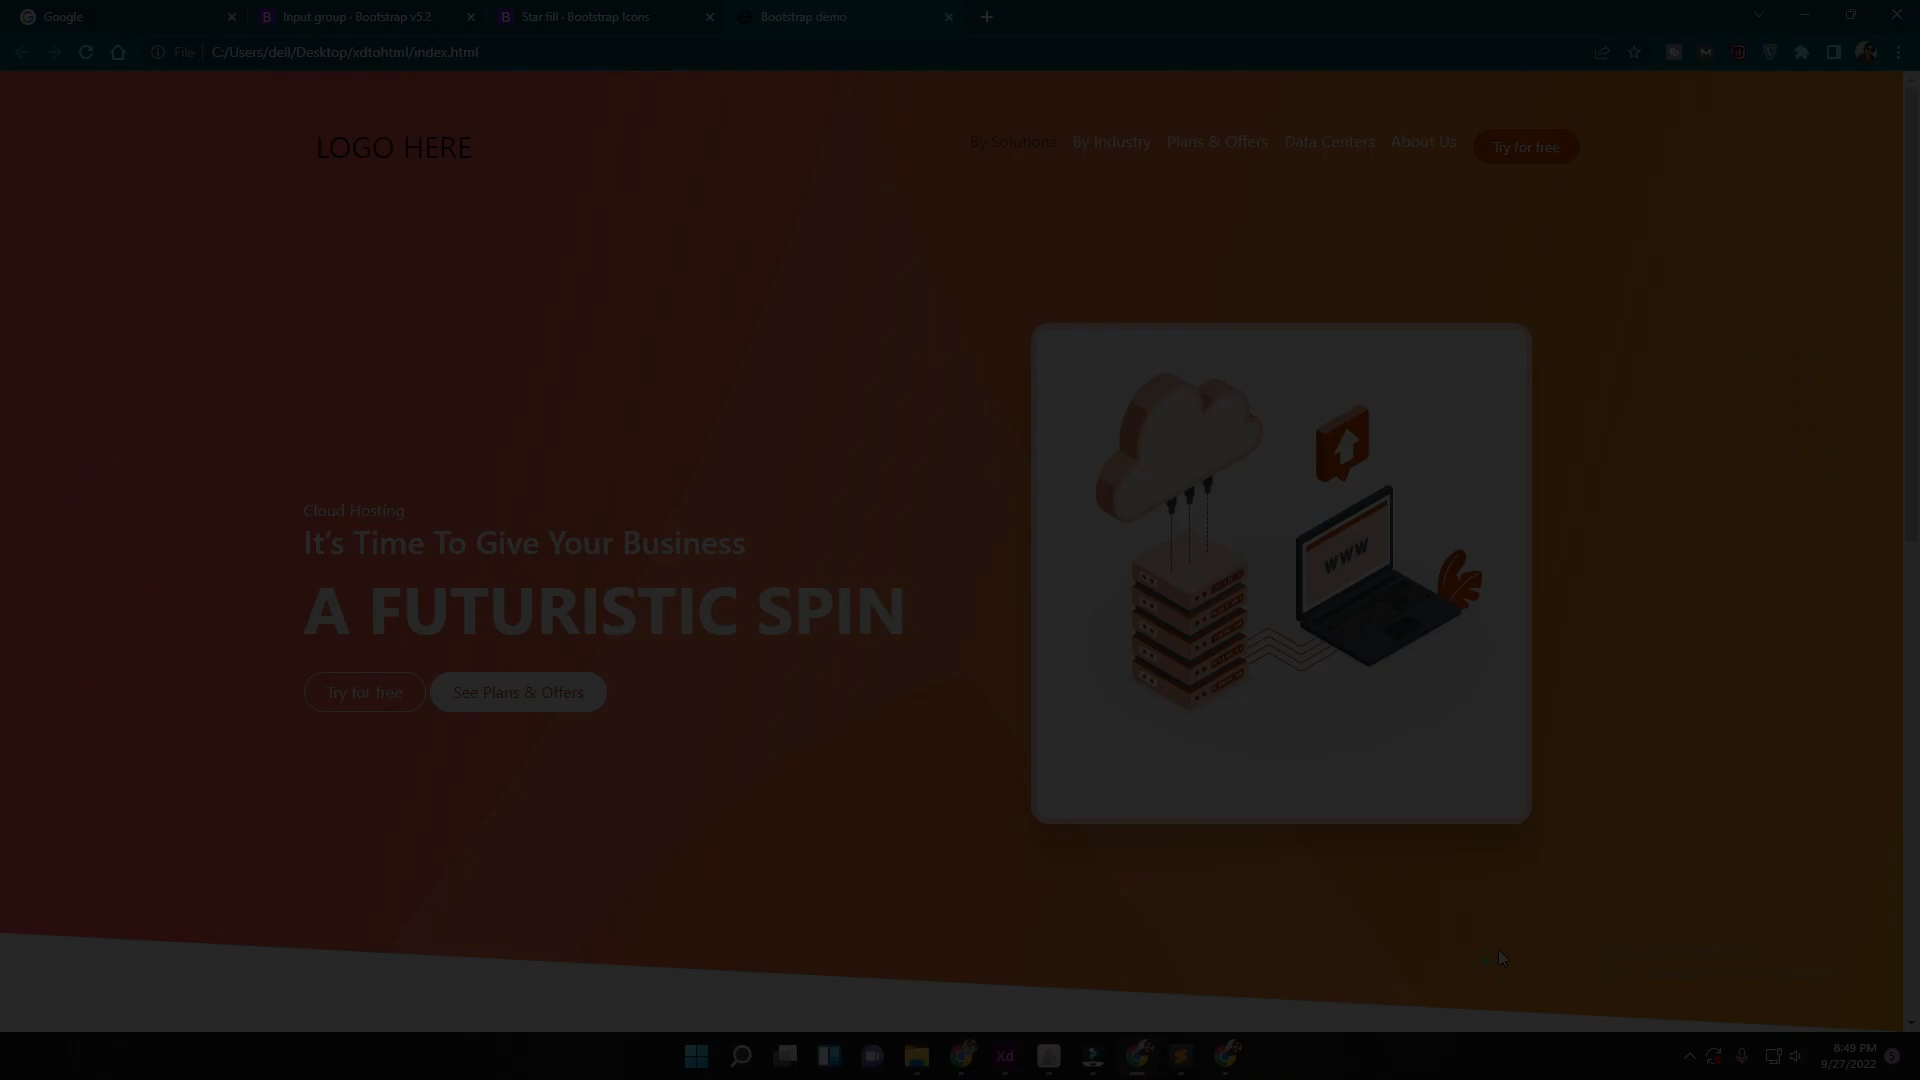 Google
Input group · Bootstrap v5.2
Star fill · Bootstrap Icons
Bootstrap demo
File
C:/Users/dell/Desktop/xdtohtml/index.html
LOGO HERE
By Solutions
By Industry
Plans & Offers
Data Centers
About Us
Try for free
Cloud Hosting
It’s Time To Give Your Business
A FUTURISTIC SPIN
Try for free
See Plans & Offers
WWW
Xd
8:49 PM
9/27/2022
5